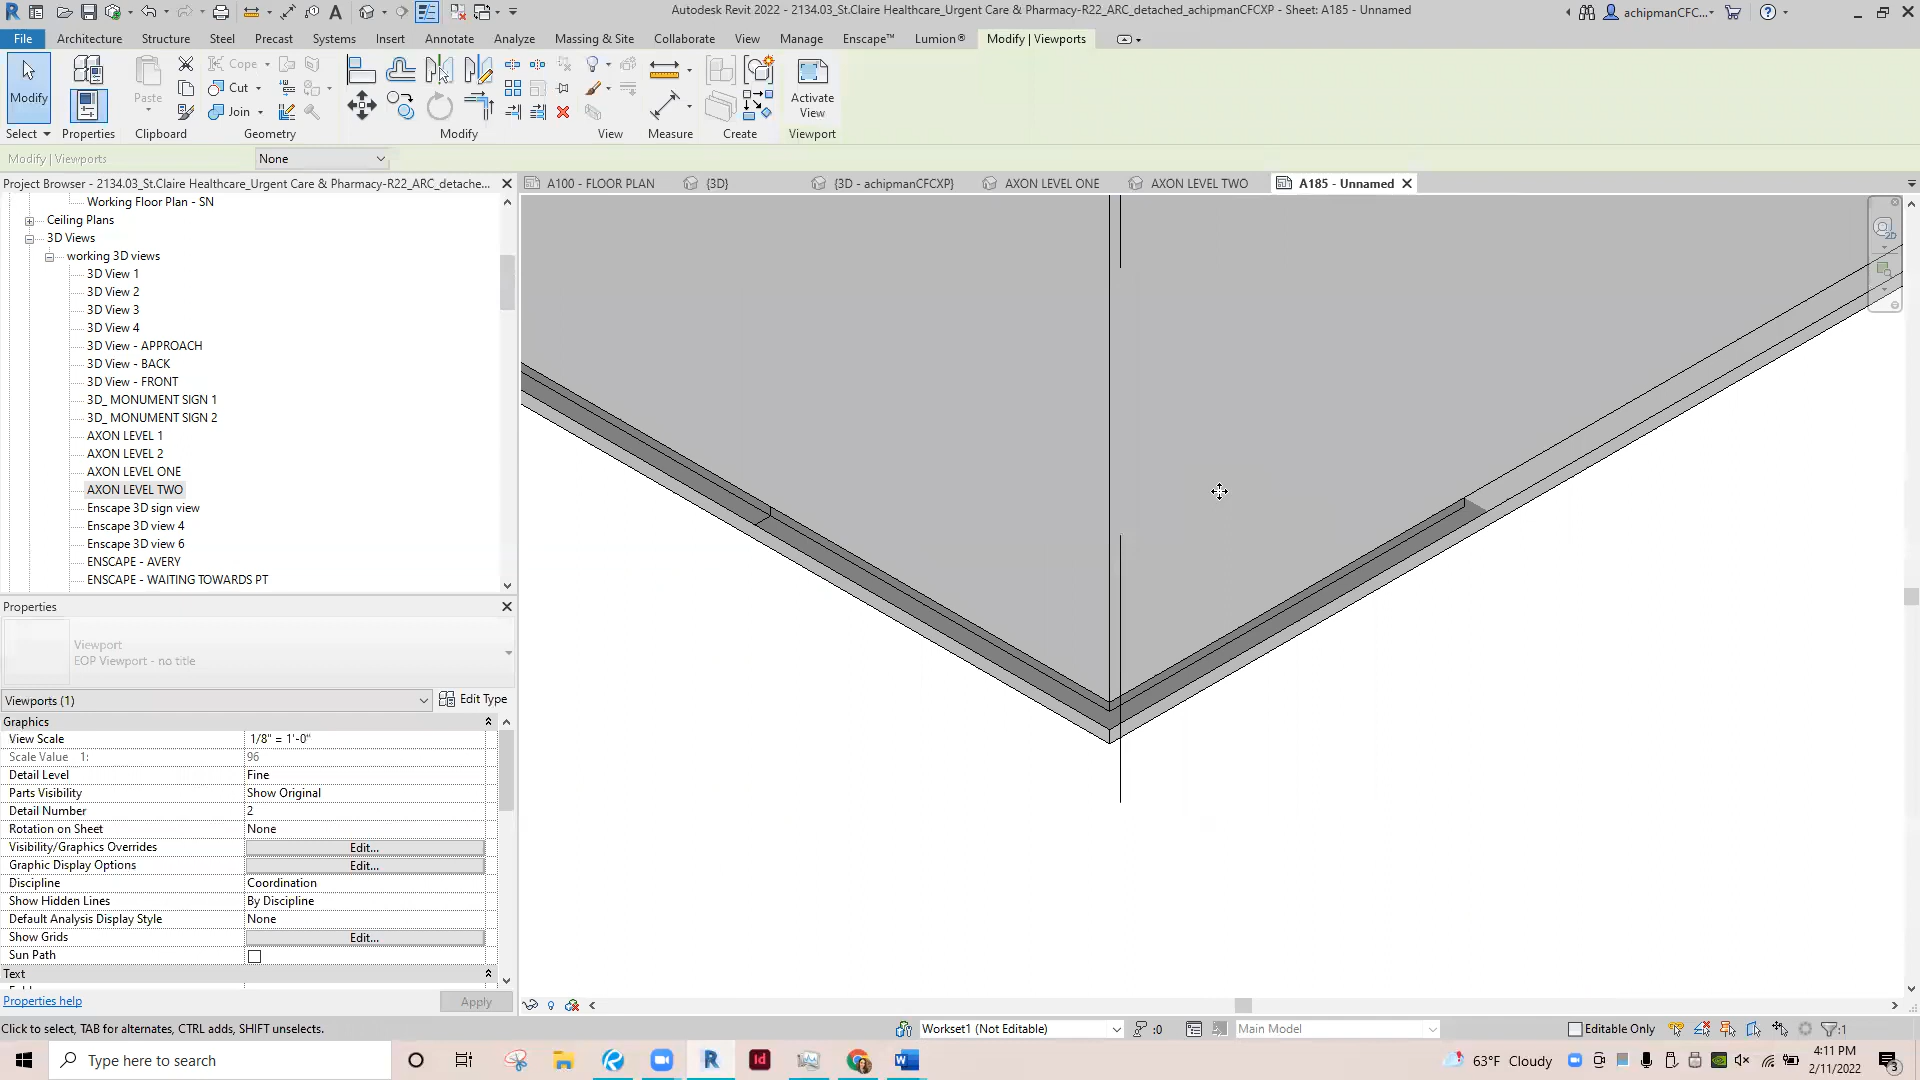 Autodesk Revit 2022 - 2134.03_St.Claire Healthcare_Urgent Care & Pharmacy-R22_ARC_detached_achipmanCFCXP - Sheet: A185 - Unnamed
achipmanCFC...
File Architecture Structure Steel Precast Systems Insert Annotate Analyze Massing & Site Collaborate View Manage Enscape™ Lumion® Modify | Viewports
Modify
Paste
Cope
Cut
Join
Activate
View
Select Properties Clipboard Geometry Modify View Measure Create Viewport
Modify | Viewports None
Project Browser - 2134.03_St.Claire Healthcare_Urgent Care & Pharmacy-R22_ARC_detache...
A100 - FLOOR PLAN {3D} {3D - achipmanCFCXP} AXON LEVEL ONE AXON LEVEL TWO A185 - Unnamed
Working Floor Plan - SN
Ceiling Plans
3D Views
working 3D views
3D View 1
3D View 2
3D View 3
3D View 4
3D View - APPROACH
3D View - BACK
3D View - FRONT
3D_ MONUMENT SIGN 1
3D_ MONUMENT SIGN 2
AXON LEVEL 1
AXON LEVEL 2
AXON LEVEL ONE
AXON LEVEL TWO
Enscape 3D sign view
Enscape 3D view 4
Enscape 3D view 6
ENSCAPE - AVERY
ENSCAPE - WAITING TOWARDS PT
Properties
Viewport
EOP Viewport - no title
Viewports (1) Edit Type
Graphics
View Scale 1/8" = 1'-0"
Scale Value 1: 96
Detail Level Fine
Parts Visibility Show Original
Detail Number 2
Rotation on Sheet None
Visibility/Graphics Overrides Edit...
Graphic Display Options Edit...
Discipline Coordination
Show Hidden Lines By Discipline
Default Analysis Display Style None
Show Grids Edit...
Sun Path
Text
Properties help Apply
Click to select, TAB for alternates, CTRL adds, SHIFT unselects. Workset1 (Not Editable) :0 Main Model Editable Only :1
Type here to search
63°F Cloudy
4:11 PM
2/11/2022
3